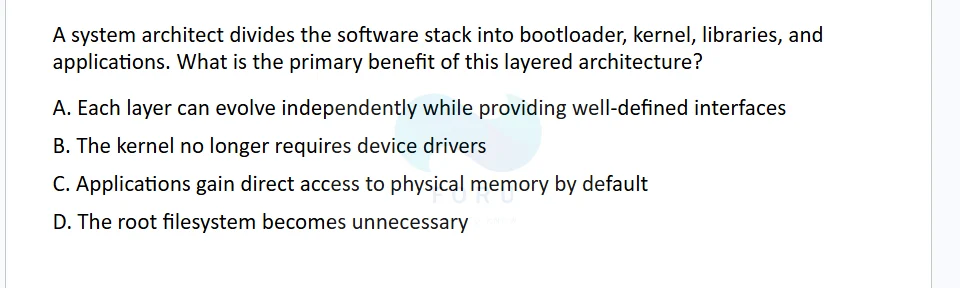 A system architect divides the software stack into bootloader, kernel, libraries, and
applications. What is the primary benefit of this layered architecture?
A. Each layer can evolve independently while providing well-defined interfaces
B. The kernel no longer requires device drivers
C. Applications gain direct access to physical memory by default
D. The root filesystem becomes unnecessary